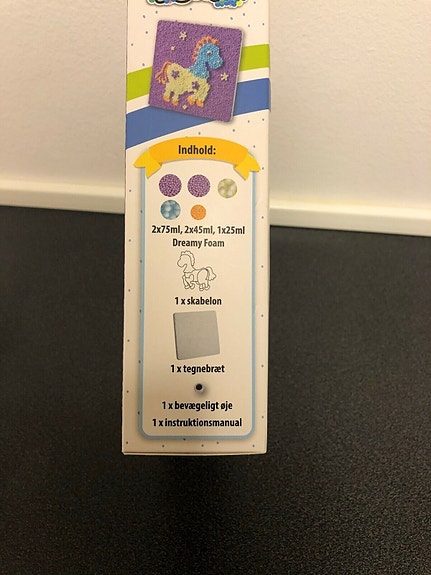 Indhold:
2x75ml, 2x45ml, 1x25ml
Dreamy Foam
1 x skabelon
1 x tegnebræt
1 x bevægeligt øje
1 x instruktionsmanual